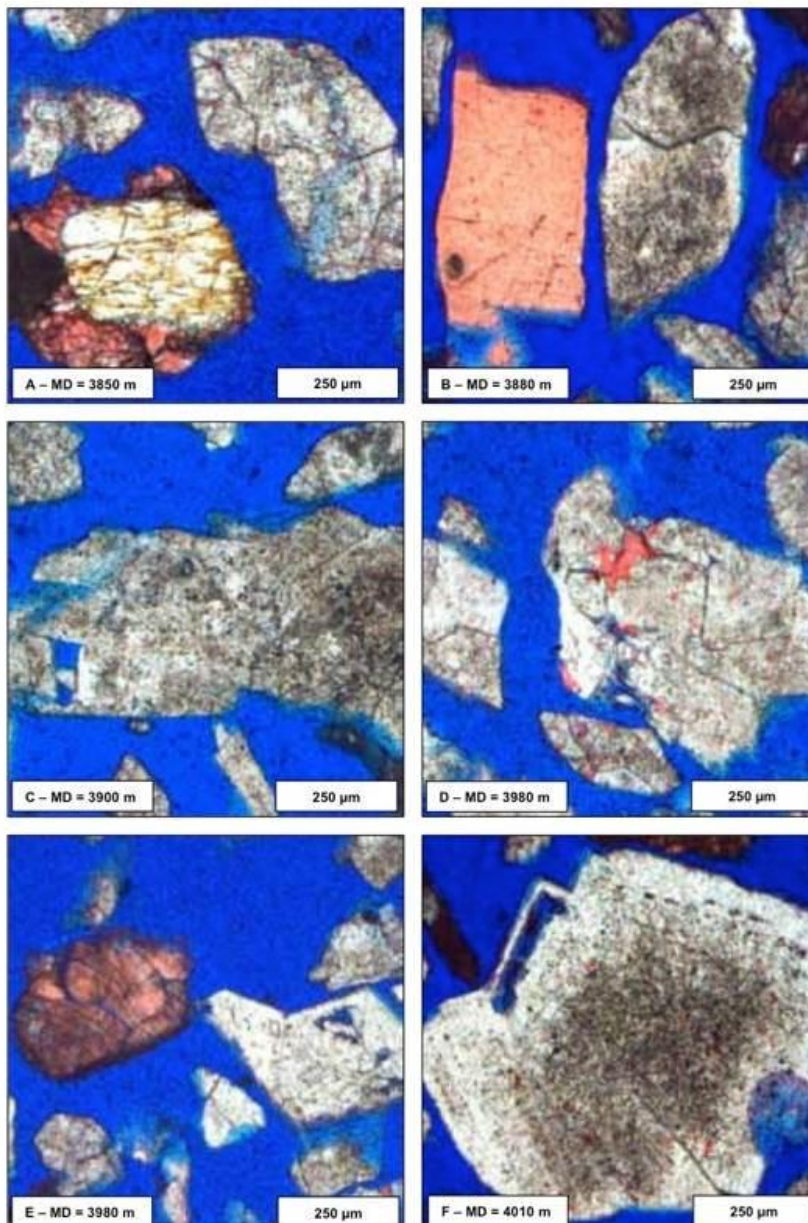 A – MD = 3850 m
250 µm
B – MD = 3880 m
250 µm
C – MD = 3900 m
250 µm
D – MD = 3980 m
250 µm
E – MD = 3980 m
250 µm
F – MD = 4010 m
250 µm